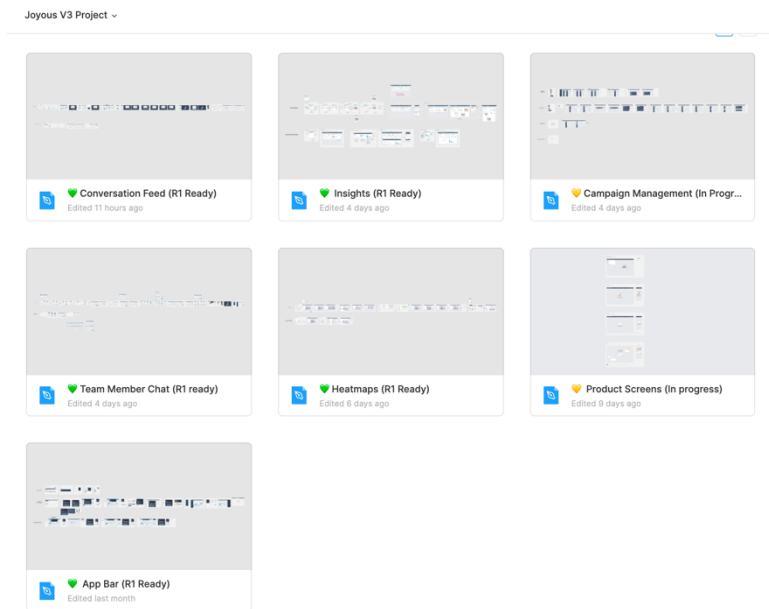 Joyous V3 Project
💚 Conversation Feed (R1 Ready)
Edited 11 hours ago
💚 Insights (R1 Ready)
Edited 4 days ago
💛 Campaign Management (In Progr...
Edited 4 days ago
💚 Team Member Chat (R1 ready)
Edited 4 days ago
💚 Heatmaps (R1 Ready)
Edited 6 days ago
💛 Product Screens (In progress)
Edited 9 days ago
💚 App Bar (R1 Ready)
Edited last month